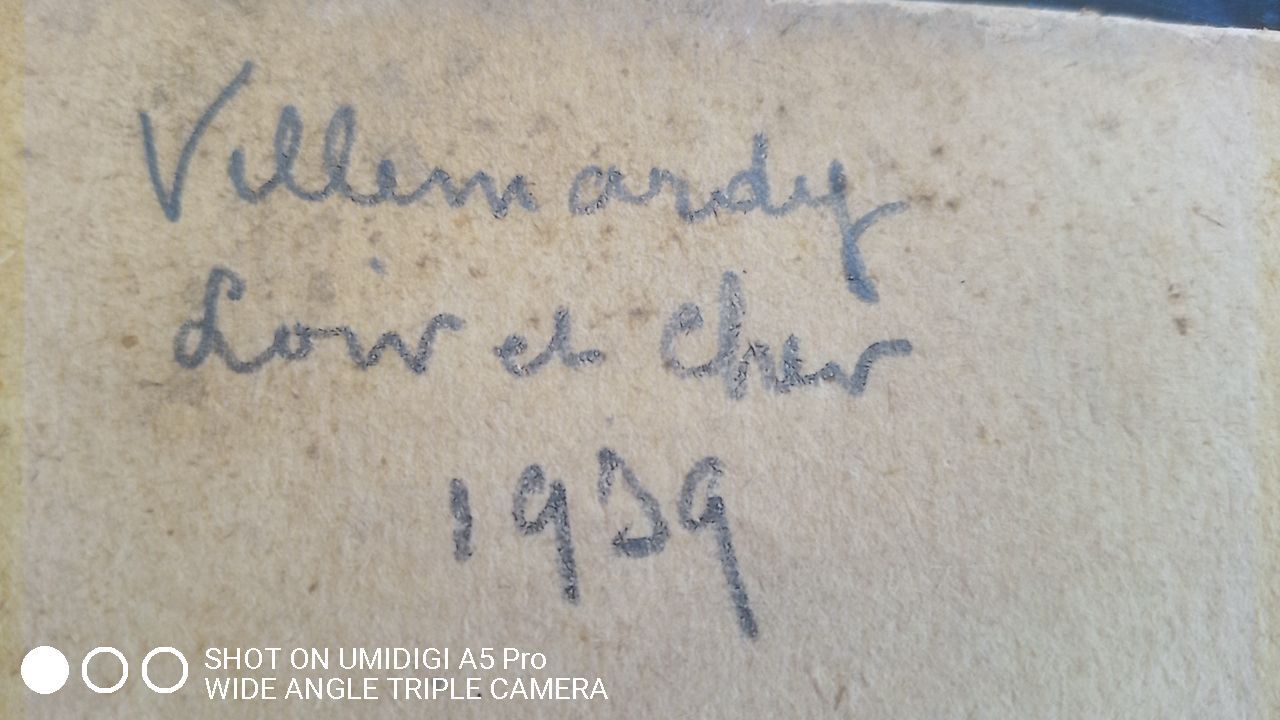 Villemardy
Loir et Cher
1939
SHOT ON UMIDIGI A5 Pro
WIDE ANGLE TRIPLE CAMERA